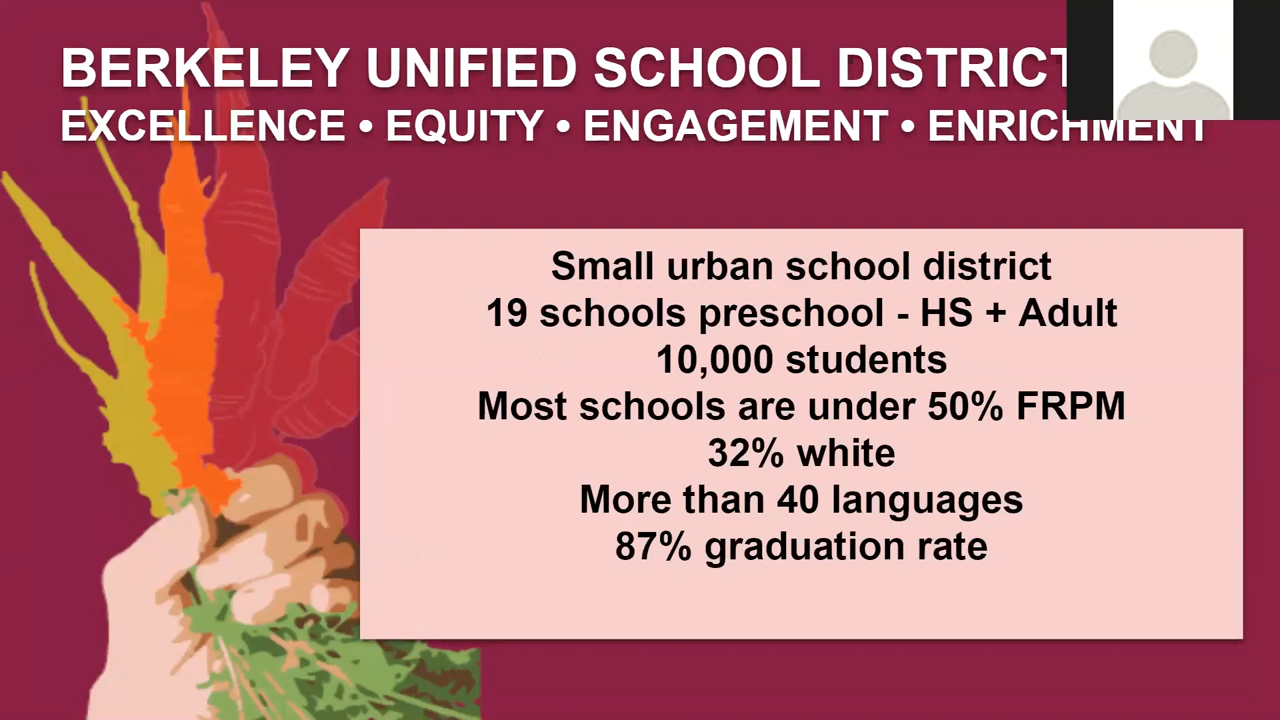 BERKELEY UNIFIED SCHOOL DISTRICT
EXCELLENCE • EQUITY • ENGAGEMENT • ENRICHMENT
Small urban school district
19 schools preschool - HS + Adult
10,000 students
Most schools are under 50% FRPM
32% white
More than 40 languages
87% graduation rate